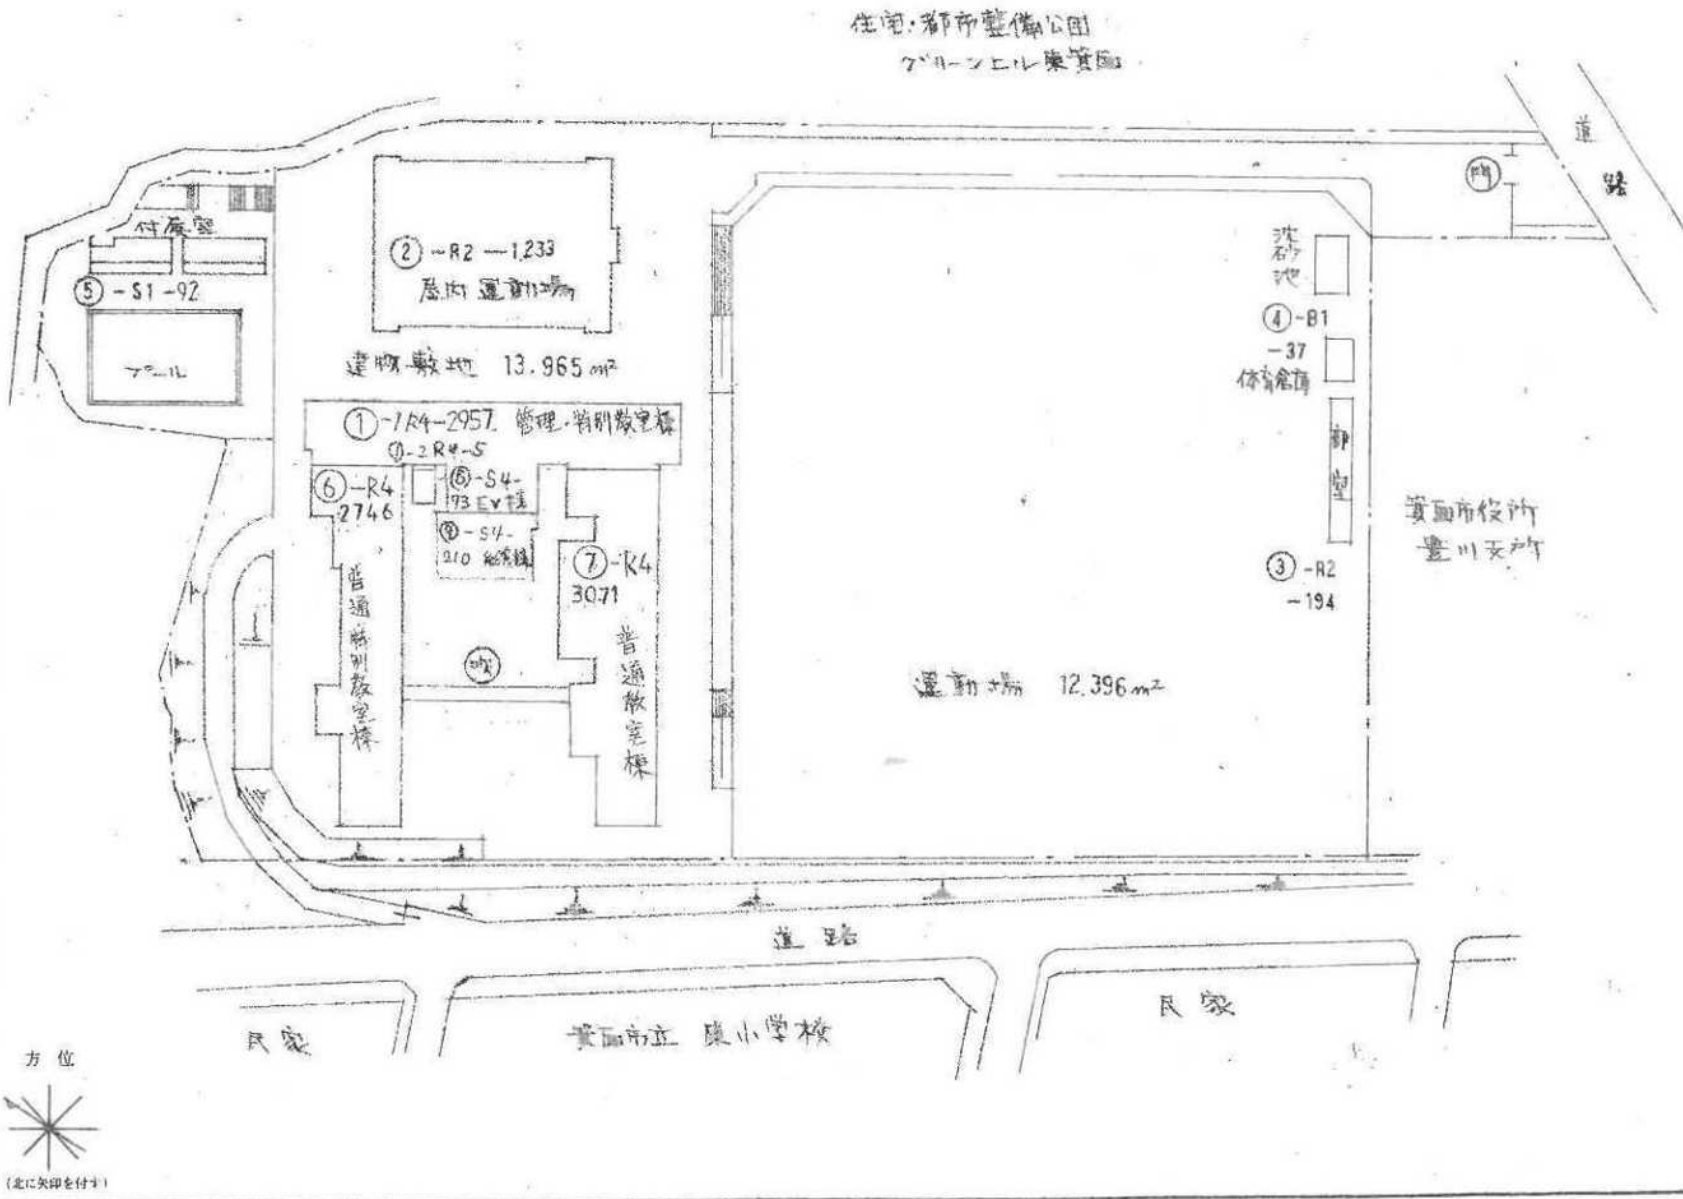 住宅・都市整備公団
グリーンヒル東箕面
道路
門
付属室
⑤-S1-92
プール
②-R2-1,233
屋内運動場
建物敷地 13.965㎡
①-1R4-2957. 管理・特別教室棟
①-2R4-5
⑥-R4
2746
普通特別教室棟
-S4-
93 EV棟
-S4-
210
⑦-R4
3071
普通教室棟
沈砂池
④-B1
-37
体育倉庫
部室
③-R2
-194
箕面市役所
豊川支所
運動場 12.396㎡
道路
民家
箕面市立 東小学校
民家
方位
(北に矢印を付す)